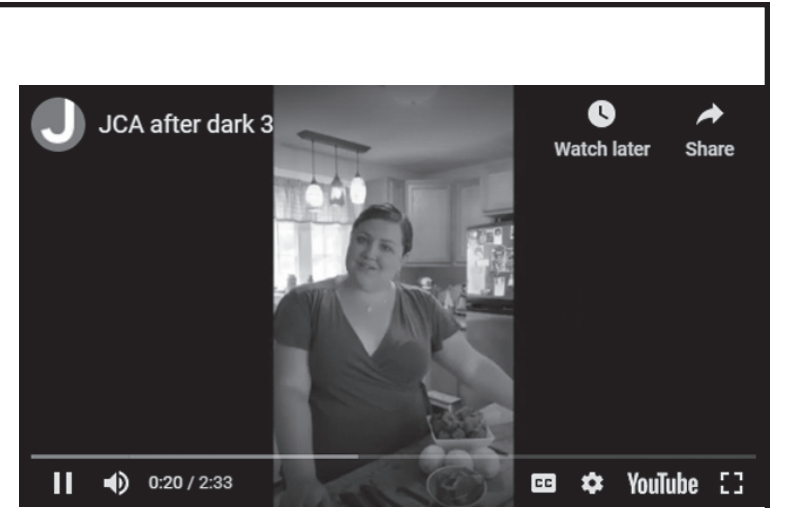 J
JCA after dark 3
Watch later
Share
0:20 / 2:33
CC
YouTube